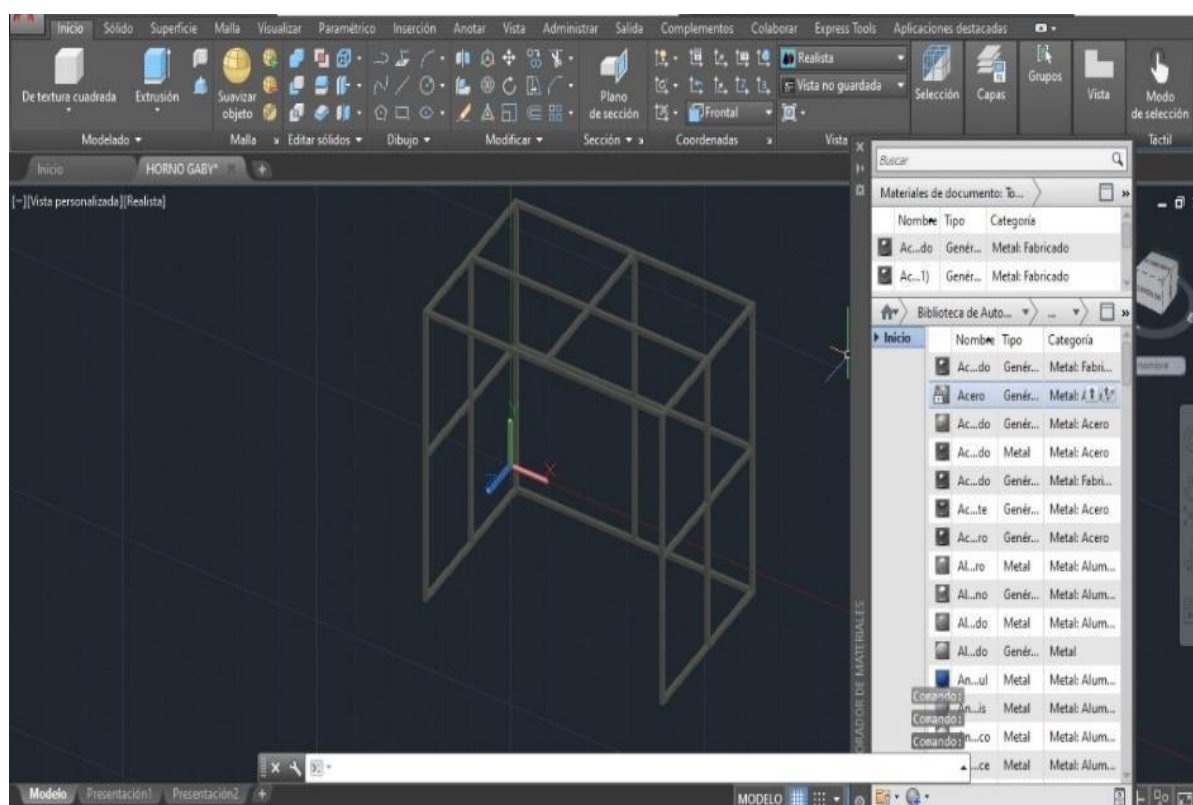 Inicio Sólido Superficie Malla Visualizar Paramétrico Inserción Anotar Vista Administrar Salida Complementos Colaborar Express Tools Aplicaciones destacadas
De textura cuadrada Extrusión Suavizar objeto Plano de sección Realista Vista no guardada Frontal Selección Capas Grupos Vista Modo de selección
Modelado Malla Editar sólidos Dibujo Modificar Sección Coordenadas Vista Táctil
Inicio HORNO GABY* +
[−][Vista personalizada][Realista]
Buscar
Materiales de documento: To...
Nombre Tipo Categoría
Ac...do Genér... Metal: Fabricado
Ac...1) Genér... Metal: Fabricado
Biblioteca de Auto... ...
Inicio Nombre Tipo Categoría
Ac...do Genér... Metal: Fabri...
Acero Genér... Metal:
Ac...do Genér... Metal: Acero
Ac...do Metal Metal: Acero
Ac...do Genér... Metal: Fabri...
Ac...te Genér... Metal: Acero
Ac...ro Genér... Metal: Acero
Al...ro Metal Metal: Alum...
Al...no Genér... Metal: Alum...
Al...do Metal Metal: Alum...
Al...do Genér... Metal
An...ul Metal Metal: Alum...
An...is Metal Metal: Alum...
...co Metal Metal: Alum...
...ce Metal Metal: Alum...
Comando:
Comando:
Comando:
X
Y
Modelo Presentación1 Presentación2 +
MODELO